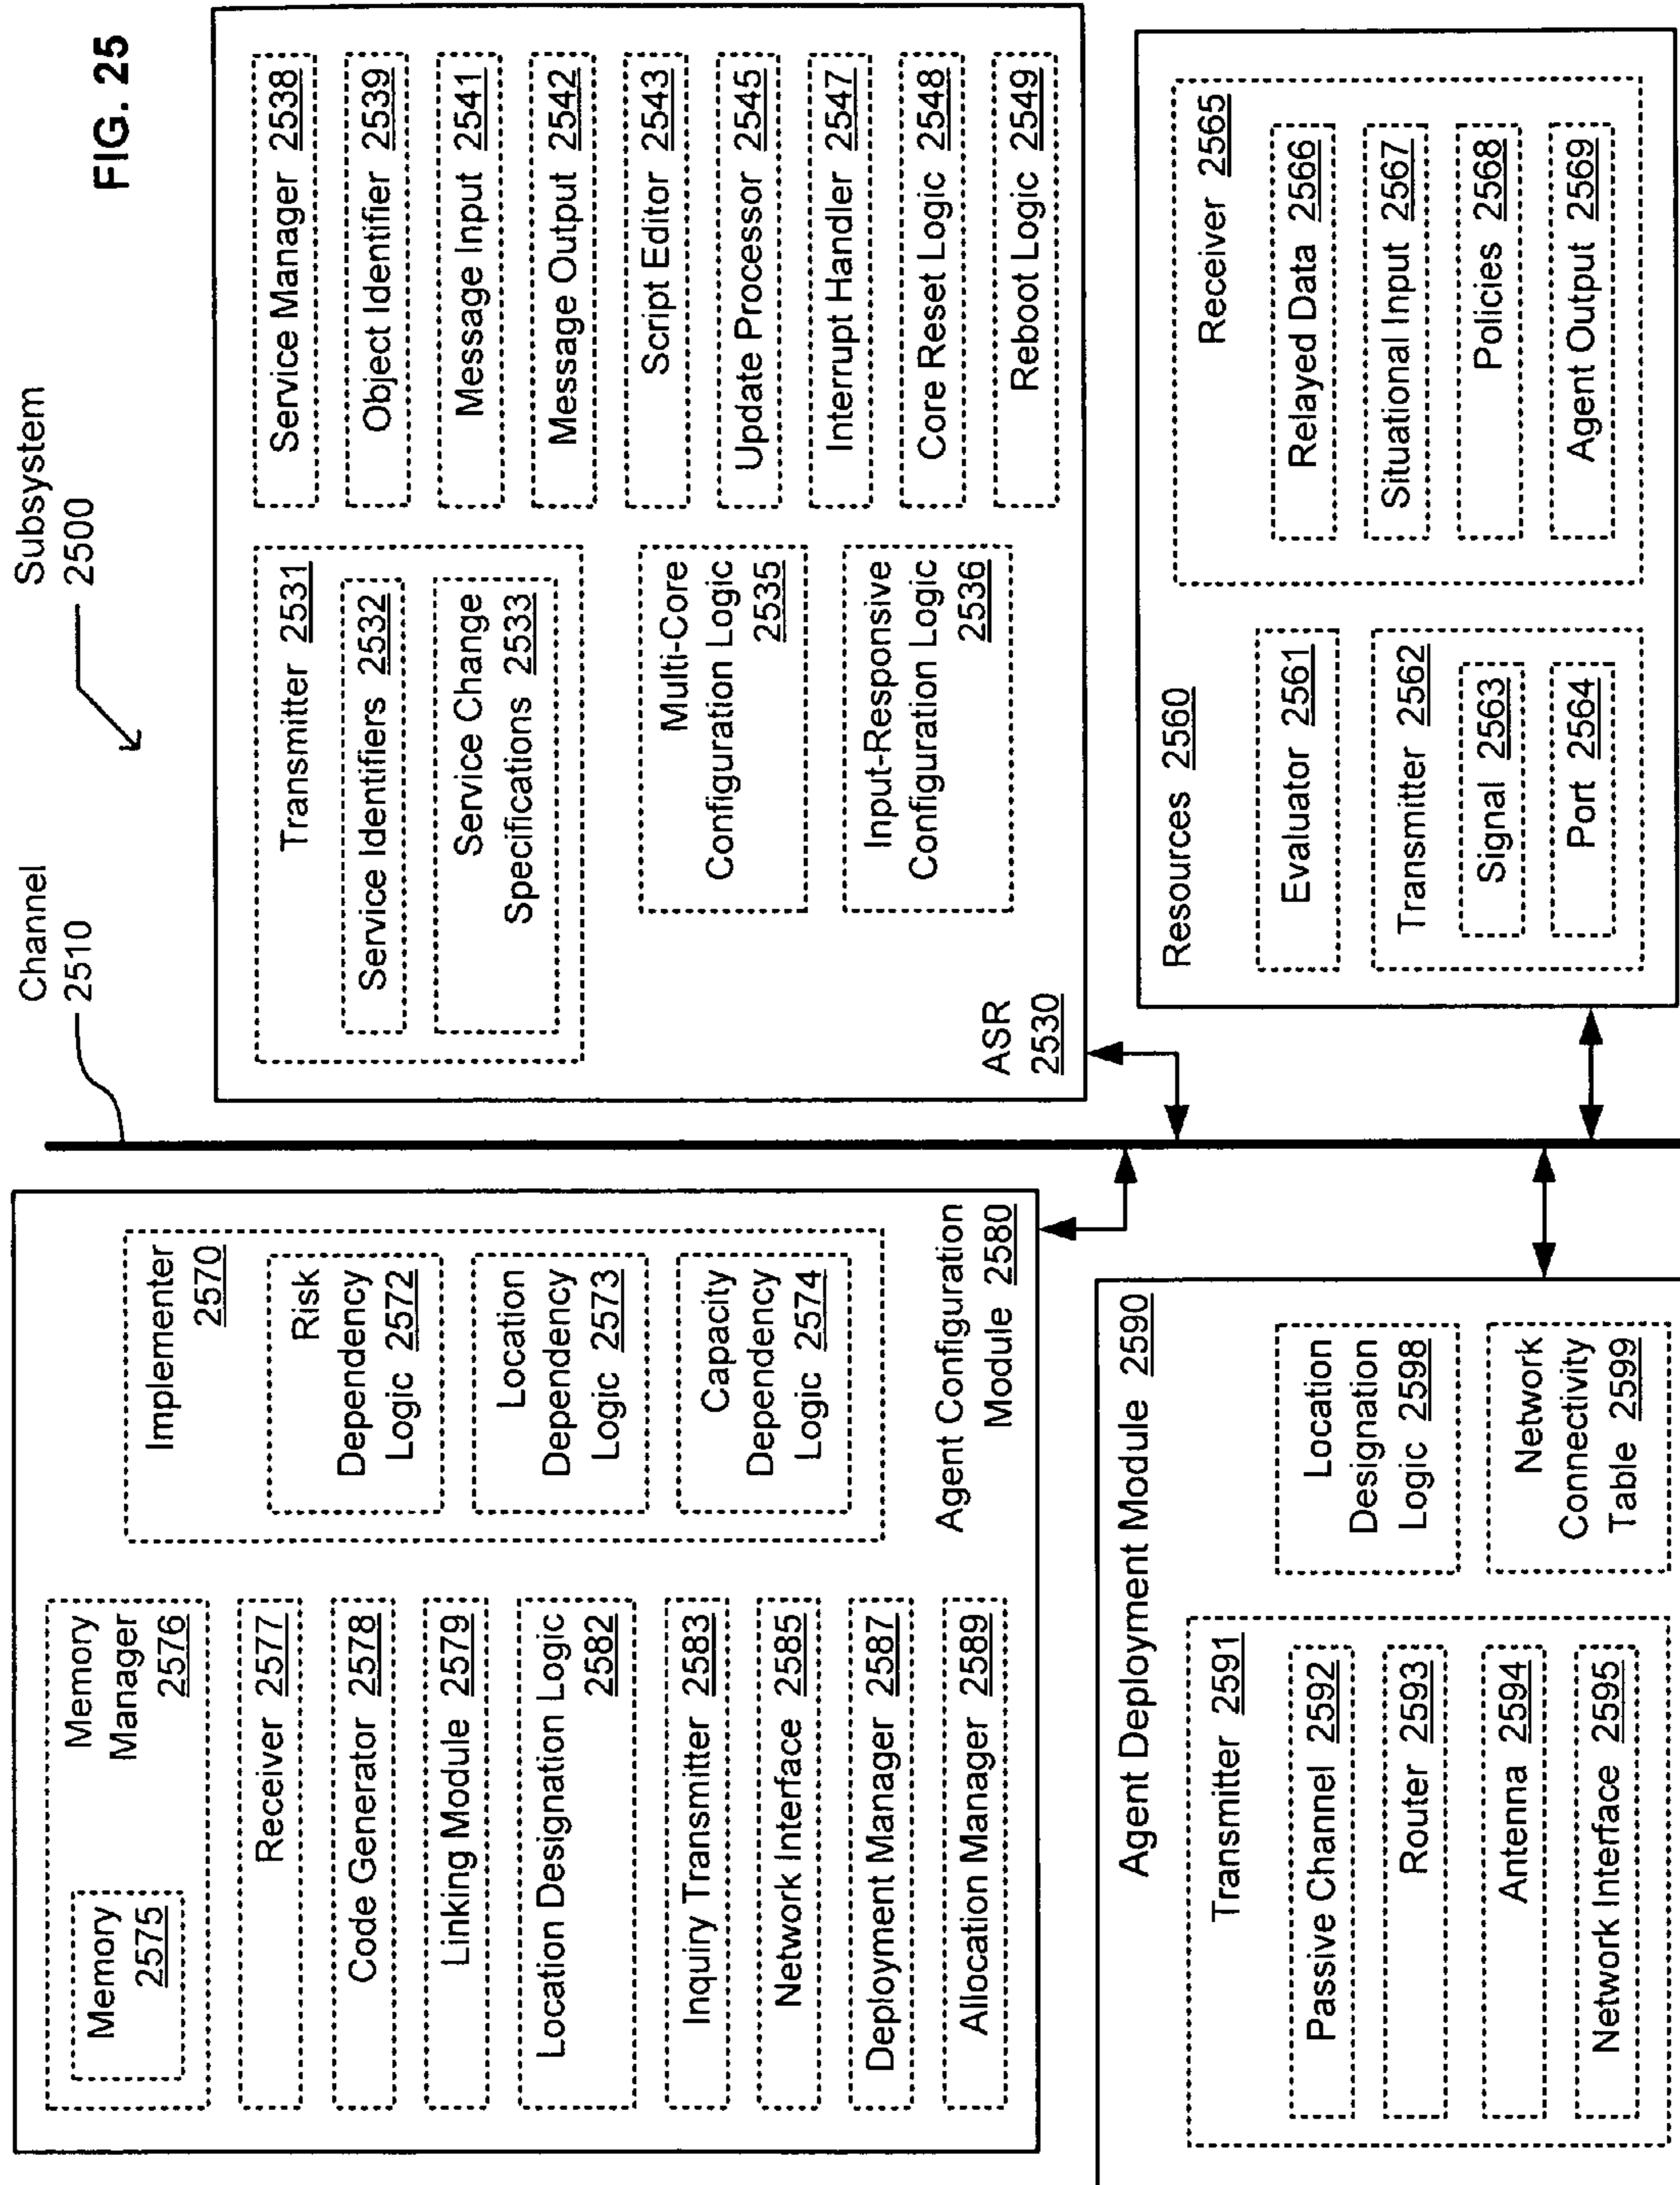 FIG. 25
Subsystem
2500
Channel
2510
Memory
Manager
2576
Memory
2575
Receiver 2577
Code Generator 2578
Linking Module 2579
Location Designation Logic
2582
Inquiry Transmitter 2583
Network Interface 2585
Deployment Manager 2587
Allocation Manager 2589
Implementer
2570
Risk
Dependency
Logic 2572
Location
Dependency
Logic 2573
Capacity
Dependency
Logic 2574
Agent Configuration
Module 2580
Transmitter 2531
Service Identifiers 2532
Service Change
Specifications 2533
Multi-Core
Configuration Logic
2535
Input-Responsive
Configuration Logic
2536
ASR
2530
Service Manager 2538
Object Identifier 2539
Message Input 2541
Message Output 2542
Script Editor 2543
Update Processor 2545
Interrupt Handler 2547
Core Reset Logic 2548
Reboot Logic 2549
Agent Deployment Module 2590
Transmitter 2591
Passive Channel 2592
Router 2593
Antenna 2594
Network Interface 2595
Location
Designation
Logic 2598
Network
Connectivity
Table 2599
Resources 2560
Evaluator 2561
Transmitter 2562
Signal 2563
Port 2564
Receiver 2565
Relayed Data 2566
Situational Input 2567
Policies 2568
Agent Output 2569